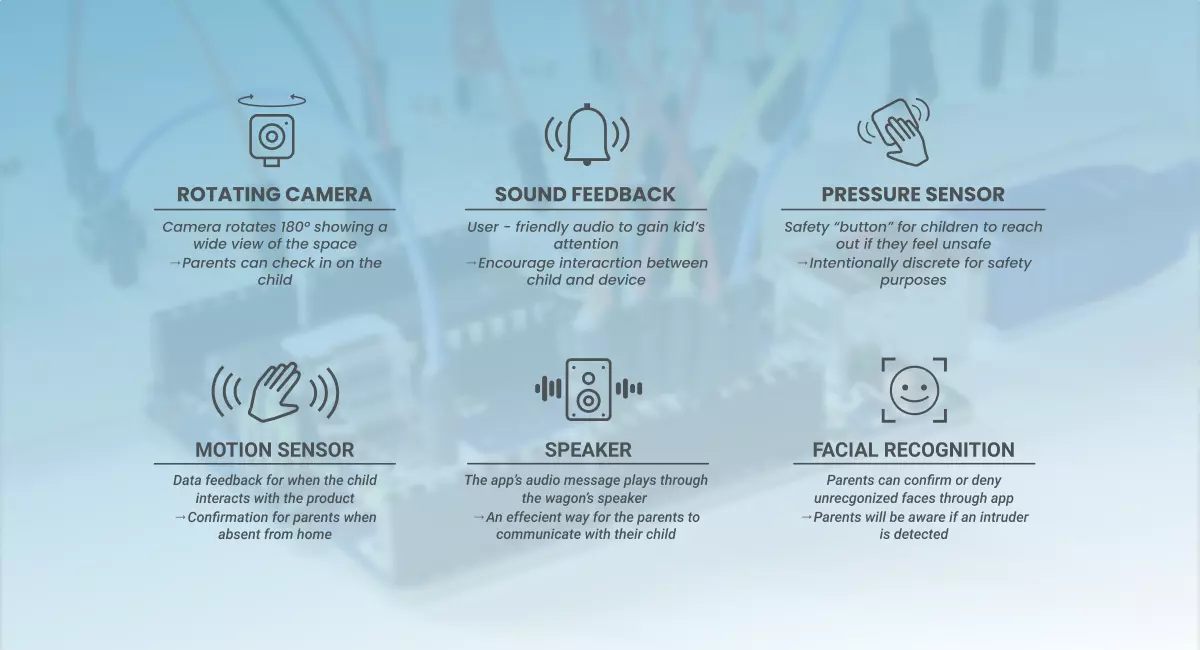 ROTATING CAMERA
Camera rotates 180° showing a
wide view of the space
→Parents can check in on the
child
SOUND FEEDBACK
User - friendly audio to gain kid's
attention
→Encourage interacrtion between
child and device
PRESSURE SENSOR
Safety “button” for children to reach
out if they feel unsafe
→Intentionally discrete for safety
purposes
MOTION SENSOR
Data feedback for when the child
interacts with the product
→Confirmation for parents when
absent from home
SPEAKER
The app's audio message plays through
the wagon's speaker
→An effecient way for the parents to
communicate with their child
FACIAL RECOGNITION
Parents can confirm or deny
unrecgonized faces through app
→Parents will be aware if an intruder
is detected